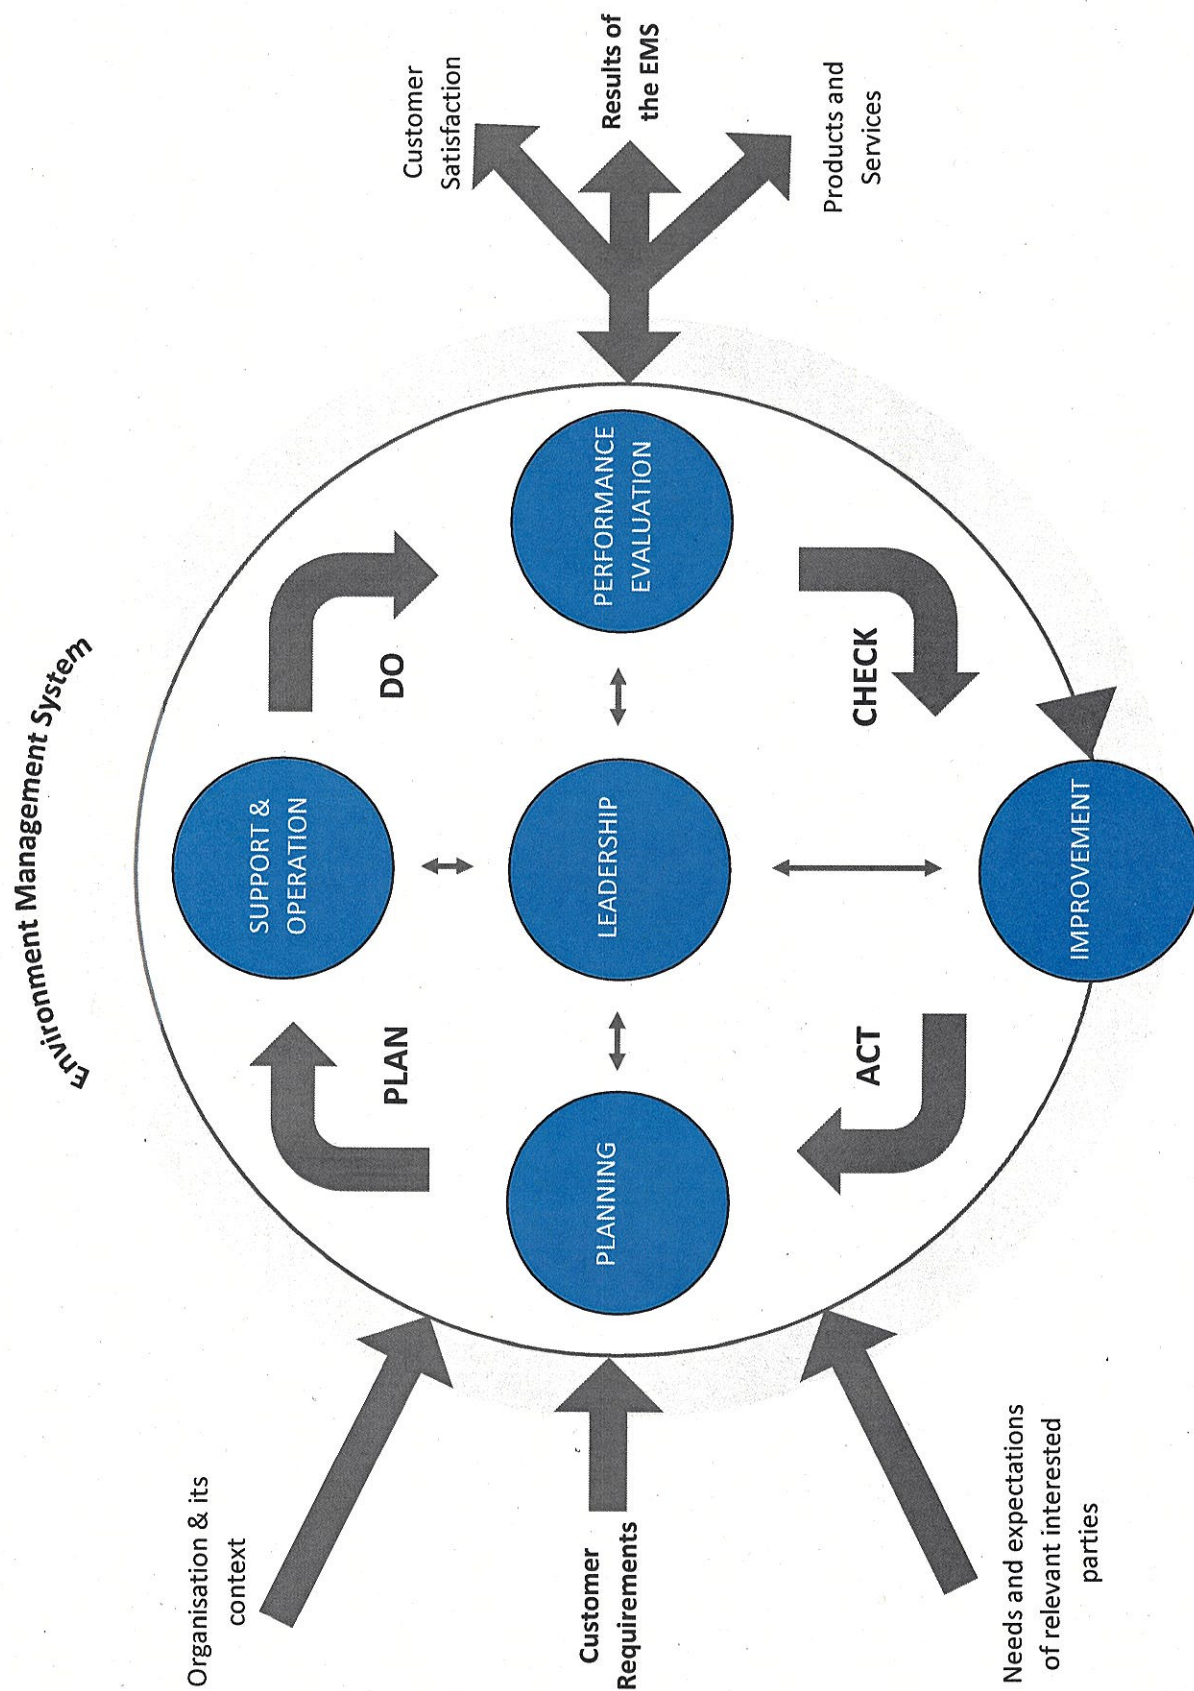 Environment Management System
Organisation & its
context
Customer
Requirements
Needs and expectations
of relevant interested
parties
PLAN
SUPPORT &
OPERATION
DO
PLANNING
LEADERSHIP
PERFORMANCE
EVALUATION
ACT
IMPROVEMENT
CHECK
Customer
Satisfaction
Results of
the EMS
Products and
Services